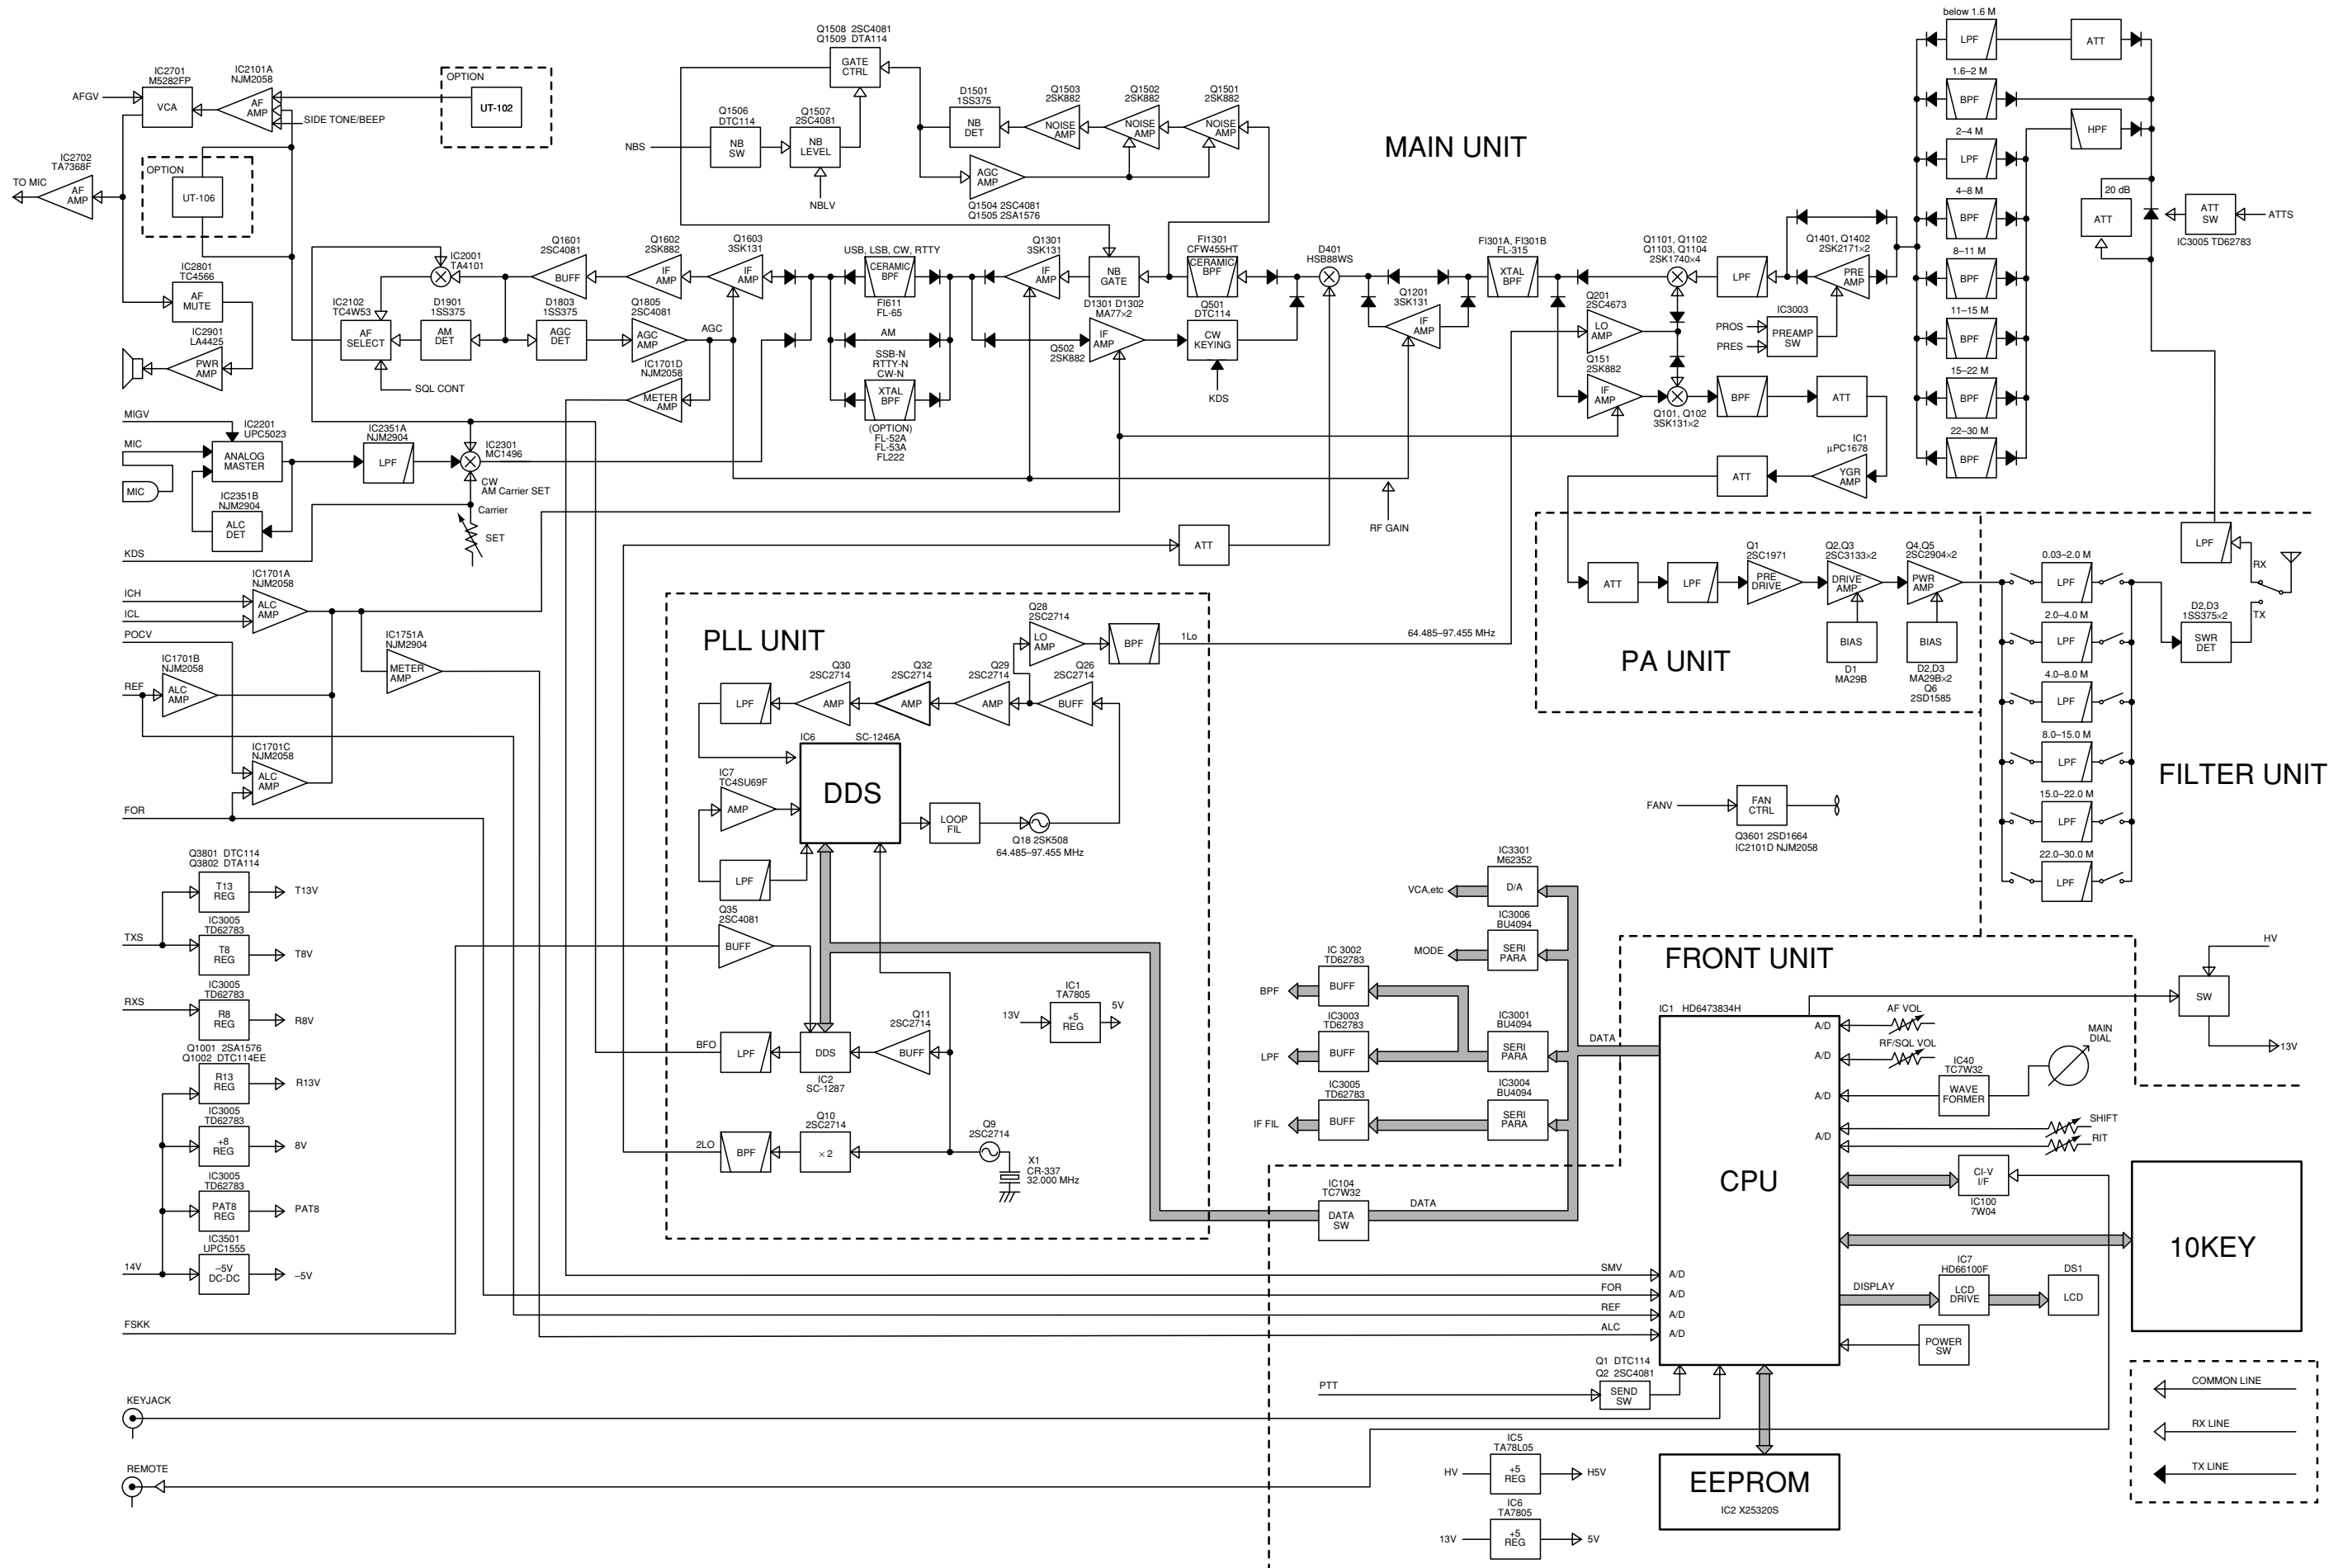 MAIN UNIT
AFGV
IC2701
M5282FP
VCA
IC2101A
NJM2058
AF
AMP
OPTION
UT-102
SIDE TONE/BEEP
IC2702
TA7368F
TO MIC
AF
AMP
OPTION
UT-106
IC2801
TC4566
AF
MUTE
IC2901
LA4425
PWR
AMP
Q1508 2SC4081
Q1509 DTA114
GATE
CTRL
NBS
Q1506
DTC114
NB
SW
Q1507
2SC4081
NB
LEVEL
NBLV
D1501
1SS375
NB
DET
Q1503
2SK882
NOISE
AMP
Q1502
2SK882
NOISE
AMP
Q1501
2SK882
NOISE
AMP
AGC
AMP
Q1504 2SC4081
Q1505 2SA1576
IC2001
TA4101
Q1601
2SC4081
BUFF
Q1602
2SK882
IF
AMP
Q1603
3SK131
IF
AMP
USB, LSB, CW, RTTY
CERAMIC
BPF
FI611
FL-65
AM
SSB-N
RTTY-N
CW-N
XTAL
BPF
(OPTION)
FL-52A
FL-53A
FL222
Q1301
3SK131
IF
AMP
NB
GATE
FI1301
CFW455HT
CERAMIC
BPF
D1301 D1302
MA77×2
IF
AMP
Q502
2SK882
Q501
DTC114
CW
KEYING
KDS
D401
HSB88WS
Q1201
3SK131
IF
AMP
FI301A, FI301B
FL-315
XTAL
BPF
Q1101, Q1102
Q1103, Q1104
2SK1740×4
Q201
2SC4673
LO
AMP
Q151
2SK882
IF
AMP
Q101, Q102
3SK131×2
LPF
Q1401, Q1402
2SK2171×2
PRE
AMP
PROS
PRES
IC3003
PREAMP
SW
BPF
ATT
IC1
µPC1678
YGR
AMP
ATT
below 1.6 M
LPF
ATT
1.6–2 M
BPF
HPF
2–4 M
LPF
4–8 M
BPF
8–11 M
BPF
11–15 M
BPF
15–22 M
BPF
22–30 M
BPF
20 dB
ATT
ATT
SW
ATTS
IC3005 TD62783
IC2102
TC4W53
AF
SELECT
D1901
1SS375
AM
DET
D1803
1SS375
AGC
DET
Q1805
2SC4081
AGC
AMP
AGC
IC1701D
NJM2058
METER
AMP
SQL CONT
MIGV
MIC
MIC
IC2201
UPC5023
ANALOG
MASTER
IC2351B
NJM2904
ALC
DET
IC2351A
NJM2904
LPF
IC2301
MC1496
CW
AM Carrier SET
Carrier
SET
KDS
ATT
RF GAIN
ICH
ICL
POCV
IC1701A
NJM2058
ALC
AMP
REF
IC1701B
NJM2058
ALC
AMP
IC1751A
NJM2904
METER
AMP
IC1701C
NJM2058
ALC
AMP
FOR
PLL UNIT
Q28
2SC2714
LO
AMP
BPF
1Lo
64.485–97.455 MHz
LPF
Q30
2SC2714
AMP
Q32
2SC2714
AMP
Q29
2SC2714
AMP
Q26
2SC2714
BUFF
IC6
SC-1246A
DDS
IC7
TC4SU69F
AMP
LPF
LOOP
FIL
Q18 2SK508
64.485–97.455 MHz
Q35
2SC4081
BUFF
BFO
LPF
DDS
IC2
SC-1287
Q11
2SC2714
BUFF
13V
IC1
TA7805
+5
REG
5V
2LO
BPF
Q10
2SC2714
× 2
Q9
2SC2714
X1
CR-337
32.000 MHz
PA UNIT
ATT
LPF
Q1
2SC1971
PRE
DRIVE
Q2,Q3
2SC3133×2
DRIVE
AMP
Q4,Q5
2SC2904×2
PWR
AMP
BIAS
D1
MA29B
BIAS
D2,D3
MA29B×2
Q6
2SD1585
FILTER UNIT
0.03–2.0 M
LPF
2.0–4.0 M
LPF
4.0–8.0 M
LPF
8.0–15.0 M
LPF
15.0–22.0 M
LPF
22.0–30.0 M
LPF
LPF
RX
TX
D2,D3
1SS375×2
SWR
DET
FANV
FAN
CTRL
Q3601 2SD1664
IC2101D NJM2058
Q3801 DTC114
Q3802 DTA114
T13
REG
T13V
TXS
IC3005
TD62783
T8
REG
T8V
RXS
IC3005
TD62783
R8
REG
R8V
Q1001 2SA1576
Q1002 DTC114EE
R13
REG
R13V
IC3005
TD62783
+8
REG
8V
IC3005
TD62783
PAT8
REG
PAT8
14V
IC3501
UPC1555
–5V
DC-DC
–5V
FSKK
KEYJACK
REMOTE
IC3301
M62352
VCA,etc
D/A
IC3006
BU4094
MODE
SERI
PARA
IC 3002
TD62783
BPF
BUFF
IC3003
TD62783
LPF
BUFF
IC3001
BU4094
SERI
PARA
IC3005
TD62783
IF FIL
BUFF
IC3004
BU4094
SERI
PARA
DATA
IC104
TC7W32
DATA
SW
DATA
FRONT UNIT
IC1 HD6473834H
CPU
A/D
A/D
A/D
A/D
AF VOL
RF/SQL VOL
IC40
TC7W32
WAVE
FORMER
MAIN
DIAL
SHIFT
RIT
CI-V
I/F
IC100
7W04
10KEY
DISPLAY
IC7
HD66100F
LCD
DRIVE
DS1
LCD
POWER
SW
HV
SW
13V
SMV
A/D
FOR
A/D
REF
A/D
ALC
A/D
PTT
Q1 DTC114
Q2 2SC4081
SEND
SW
HV
IC5
TA78L05
+5
REG
H5V
13V
IC6
TA7805
+5
REG
5V
EEPROM
IC2 X25320S
COMMON LINE
RX LINE
TX LINE